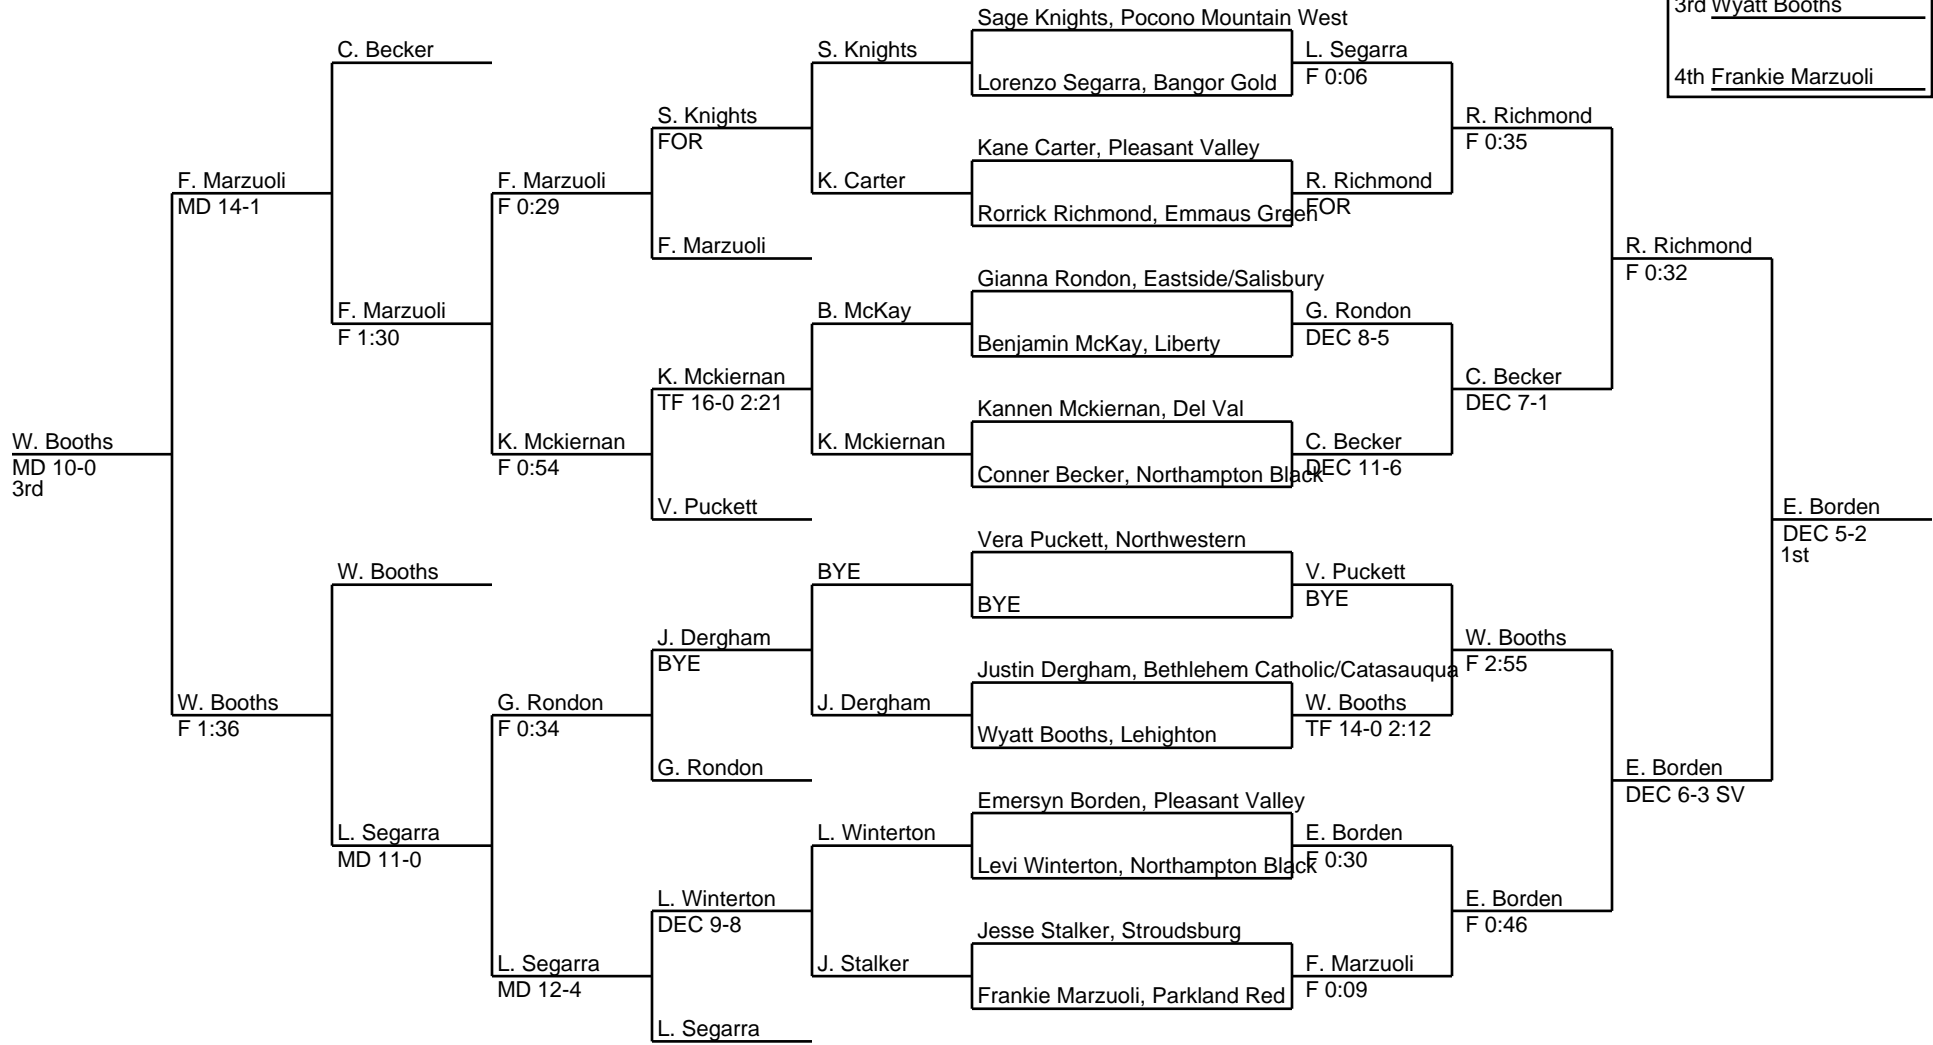 3rd Wyatt Booths
4th Frankie Marzuoli
W. Booths
MD 10-0
3rd
F. Marzuoli
MD 14-1
W. Booths
F 1:36
C. Becker
F. Marzuoli
F 1:30
W. Booths
L. Segarra
MD 11-0
F. Marzuoli
F 0:29
K. Mckiernan
F 0:54
G. Rondon
F 0:34
L. Segarra
MD 12-4
S. Knights
FOR
F. Marzuoli
K. Mckiernan
TF 16-0 2:21
V. Puckett
J. Dergham
BYE
G. Rondon
L. Winterton
DEC 9-8
L. Segarra
S. Knights
K. Carter
B. McKay
K. Mckiernan
BYE
J. Dergham
L. Winterton
J. Stalker
Sage Knights, Pocono Mountain West
Lorenzo Segarra, Bangor Gold
Kane Carter, Pleasant Valley
Rorrick Richmond, Emmaus Green
Gianna Rondon, Eastside/Salisbury
Benjamin McKay, Liberty
Kannen Mckiernan, Del Val
Conner Becker, Northampton Black
Vera Puckett, Northwestern
BYE
Justin Dergham, Bethlehem Catholic/Catasauqua
Wyatt Booths, Lehighton
Emersyn Borden, Pleasant Valley
Levi Winterton, Northampton Black
Jesse Stalker, Stroudsburg
Frankie Marzuoli, Parkland Red
L. Segarra
F 0:06
R. Richmond
FOR
G. Rondon
DEC 8-5
C. Becker
DEC 11-6
V. Puckett
BYE
W. Booths
TF 14-0 2:12
E. Borden
F 0:30
F. Marzuoli
F 0:09
R. Richmond
F 0:35
C. Becker
DEC 7-1
W. Booths
F 2:55
E. Borden
F 0:46
R. Richmond
F 0:32
E. Borden
DEC 6-3 SV
E. Borden
DEC 5-2
1st